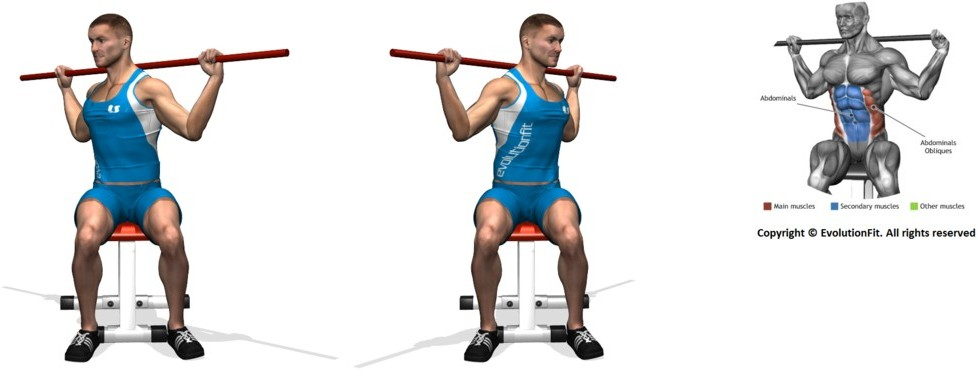 evolutionfit
Abdominals
Abdominals
Obliques
Main muscles
Secondary muscles
Other muscles
Copyright © EvolutionFit. All rights reserved